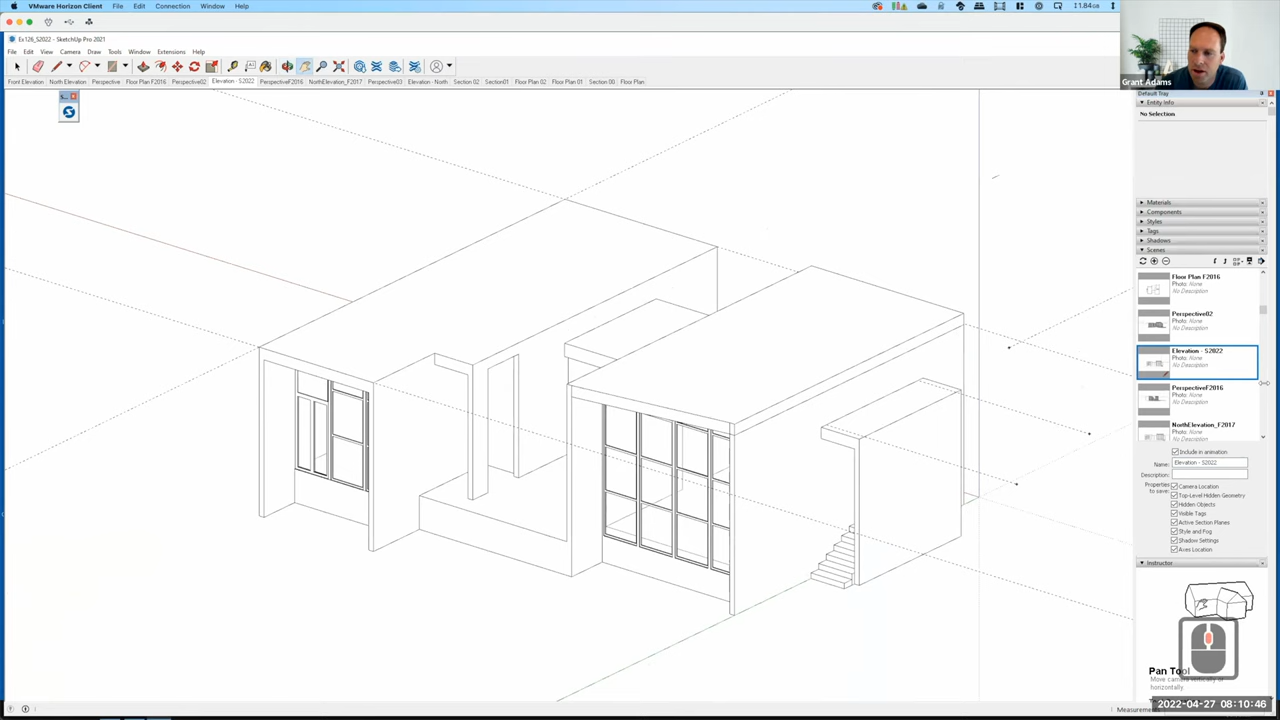 VMware Horizon Client File Edit Connection Window Help
1.84GB
Ex126_S2022 - SketchUp Pro 2021
File Edit View Camera Draw Tools Window Extensions Help
Front Elevation North Elevation Perspective Floor Plan F2016 Perspective02 Elevation - S2022 PerspectiveF2016 NorthElevation_F2017 Perspective03 Elevation - North Section 02 Section01 Floor Plan 02 Floor Plan 01 Section 00 Floor Plan
S...
Grant Adams
Default Tray
Entity Info
No Selection
Materials
Components
Styles
Tags
Shadows
Scenes
Floor Plan F2016
Photo: None
No Description
Perspective02
Photo: None
No Description
Elevation - S2022
Photo: None
No Description
PerspectiveF2016
Photo: None
No Description
NorthElevation_F2017
Photo: None
Include in animation
Name: Elevation - S2022
Description:
Properties to save:
Camera Location
Top-Level Hidden Geometry
Hidden Objects
Visible Tags
Active Section Planes
Style and Fog
Shadow Settings
Axes Location
Instructor
Pan Tool
Move camera vertically or
horizontally.
Measurements
2022-04-27 08:10:46